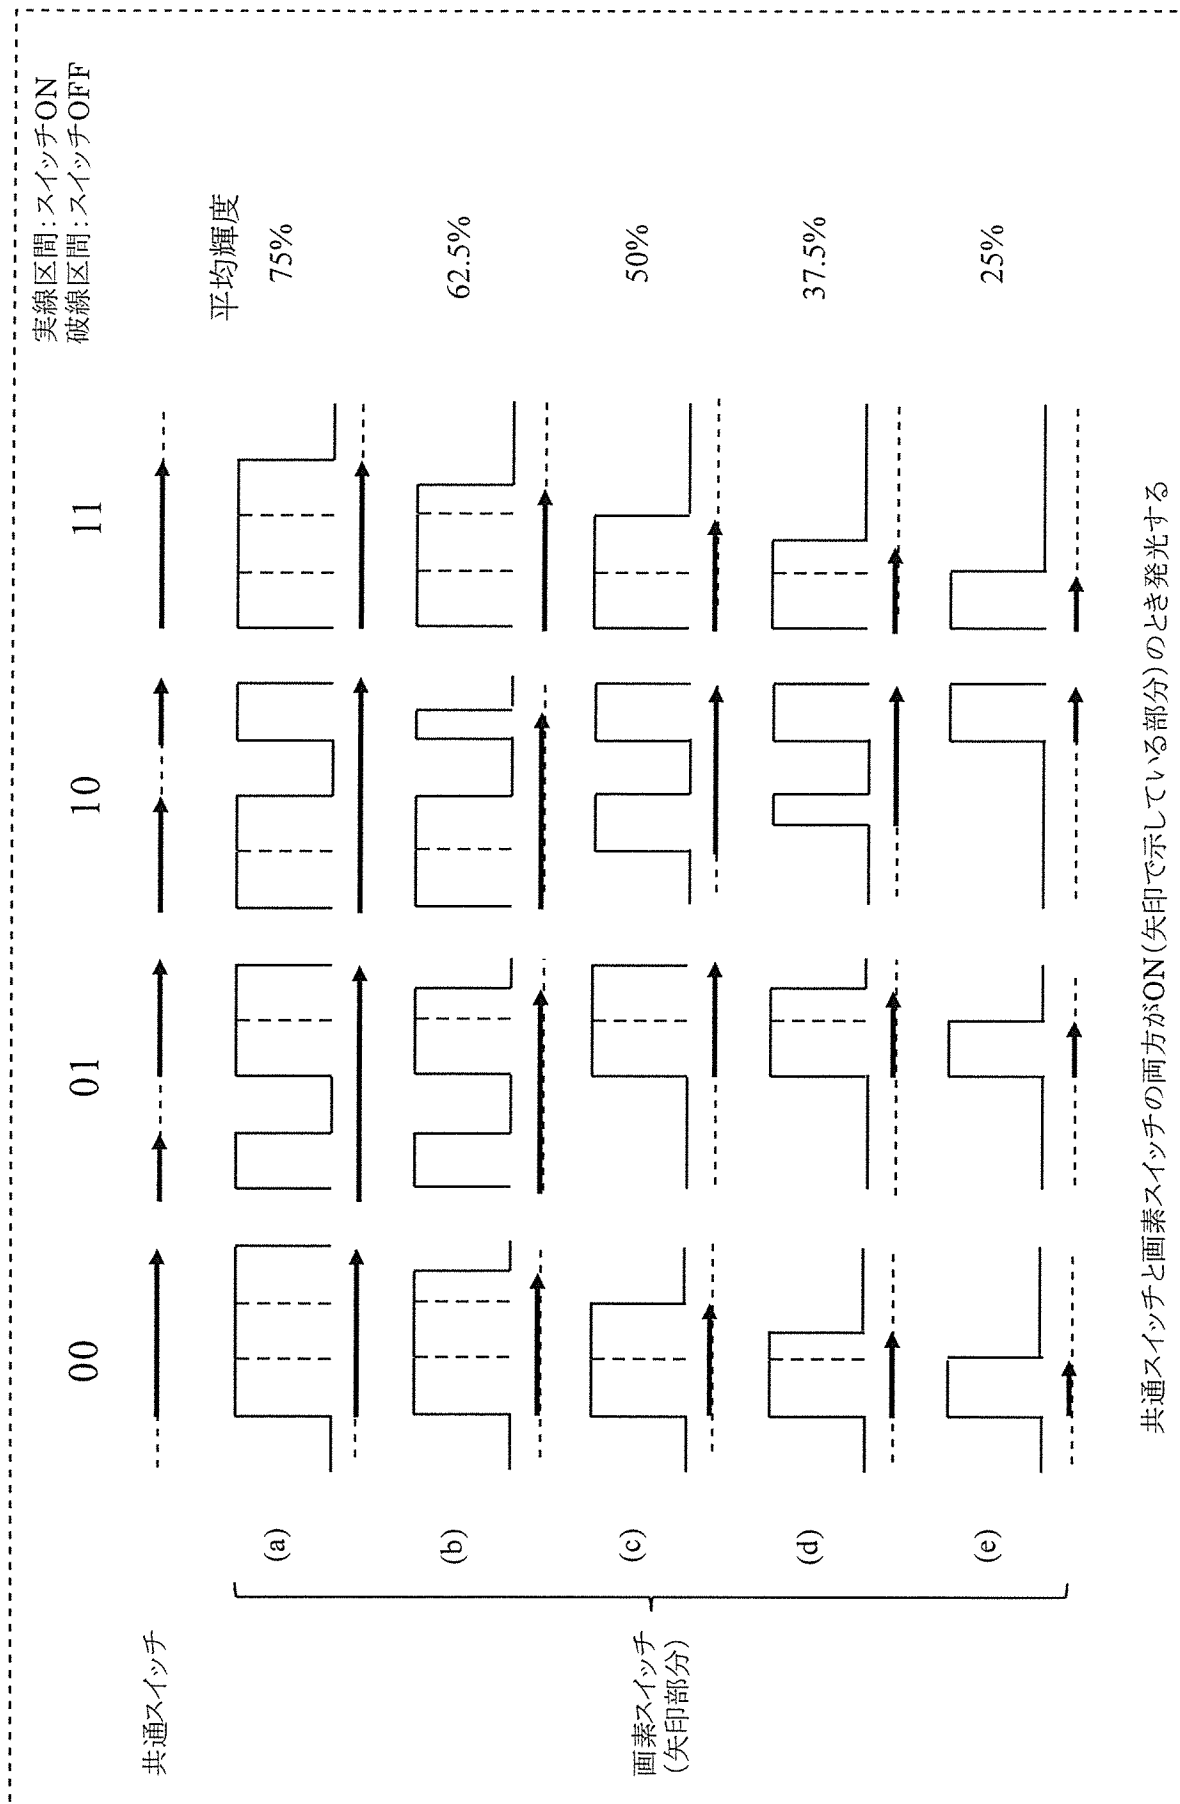 実線区間：スイッチON
破線区間：スイッチOFF
00
01
10
11
共通スイッチ
平均輝度
(a)
75%
(b)
62.5%
画素スイッチ
(矢印部分)
(c)
50%
(d)
37.5%
(e)
25%
共通スイッチと画素スイッチの両方がON(矢印で示している部分)のとき発光する